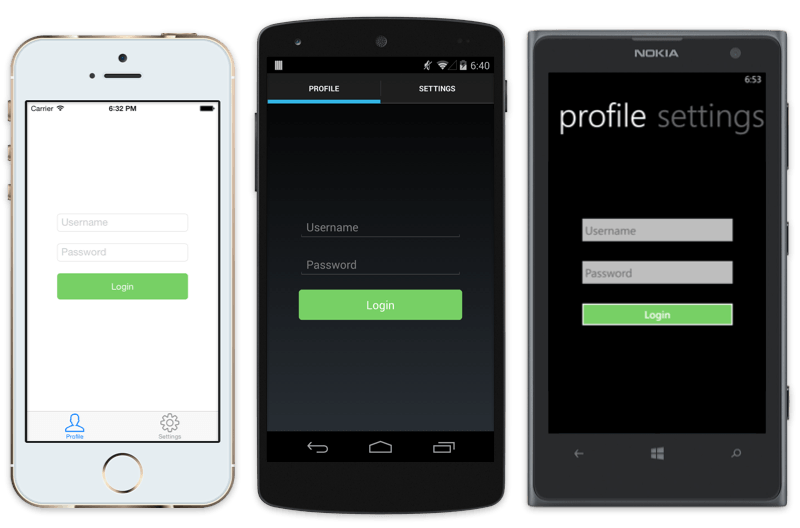 Carrier 6:32 PM
Username
Password
Login
Profile Settings
6:40
PROFILE SETTINGS
Username
Password
Login
NOKIA
6:53
profile settings
Username
Password
Login